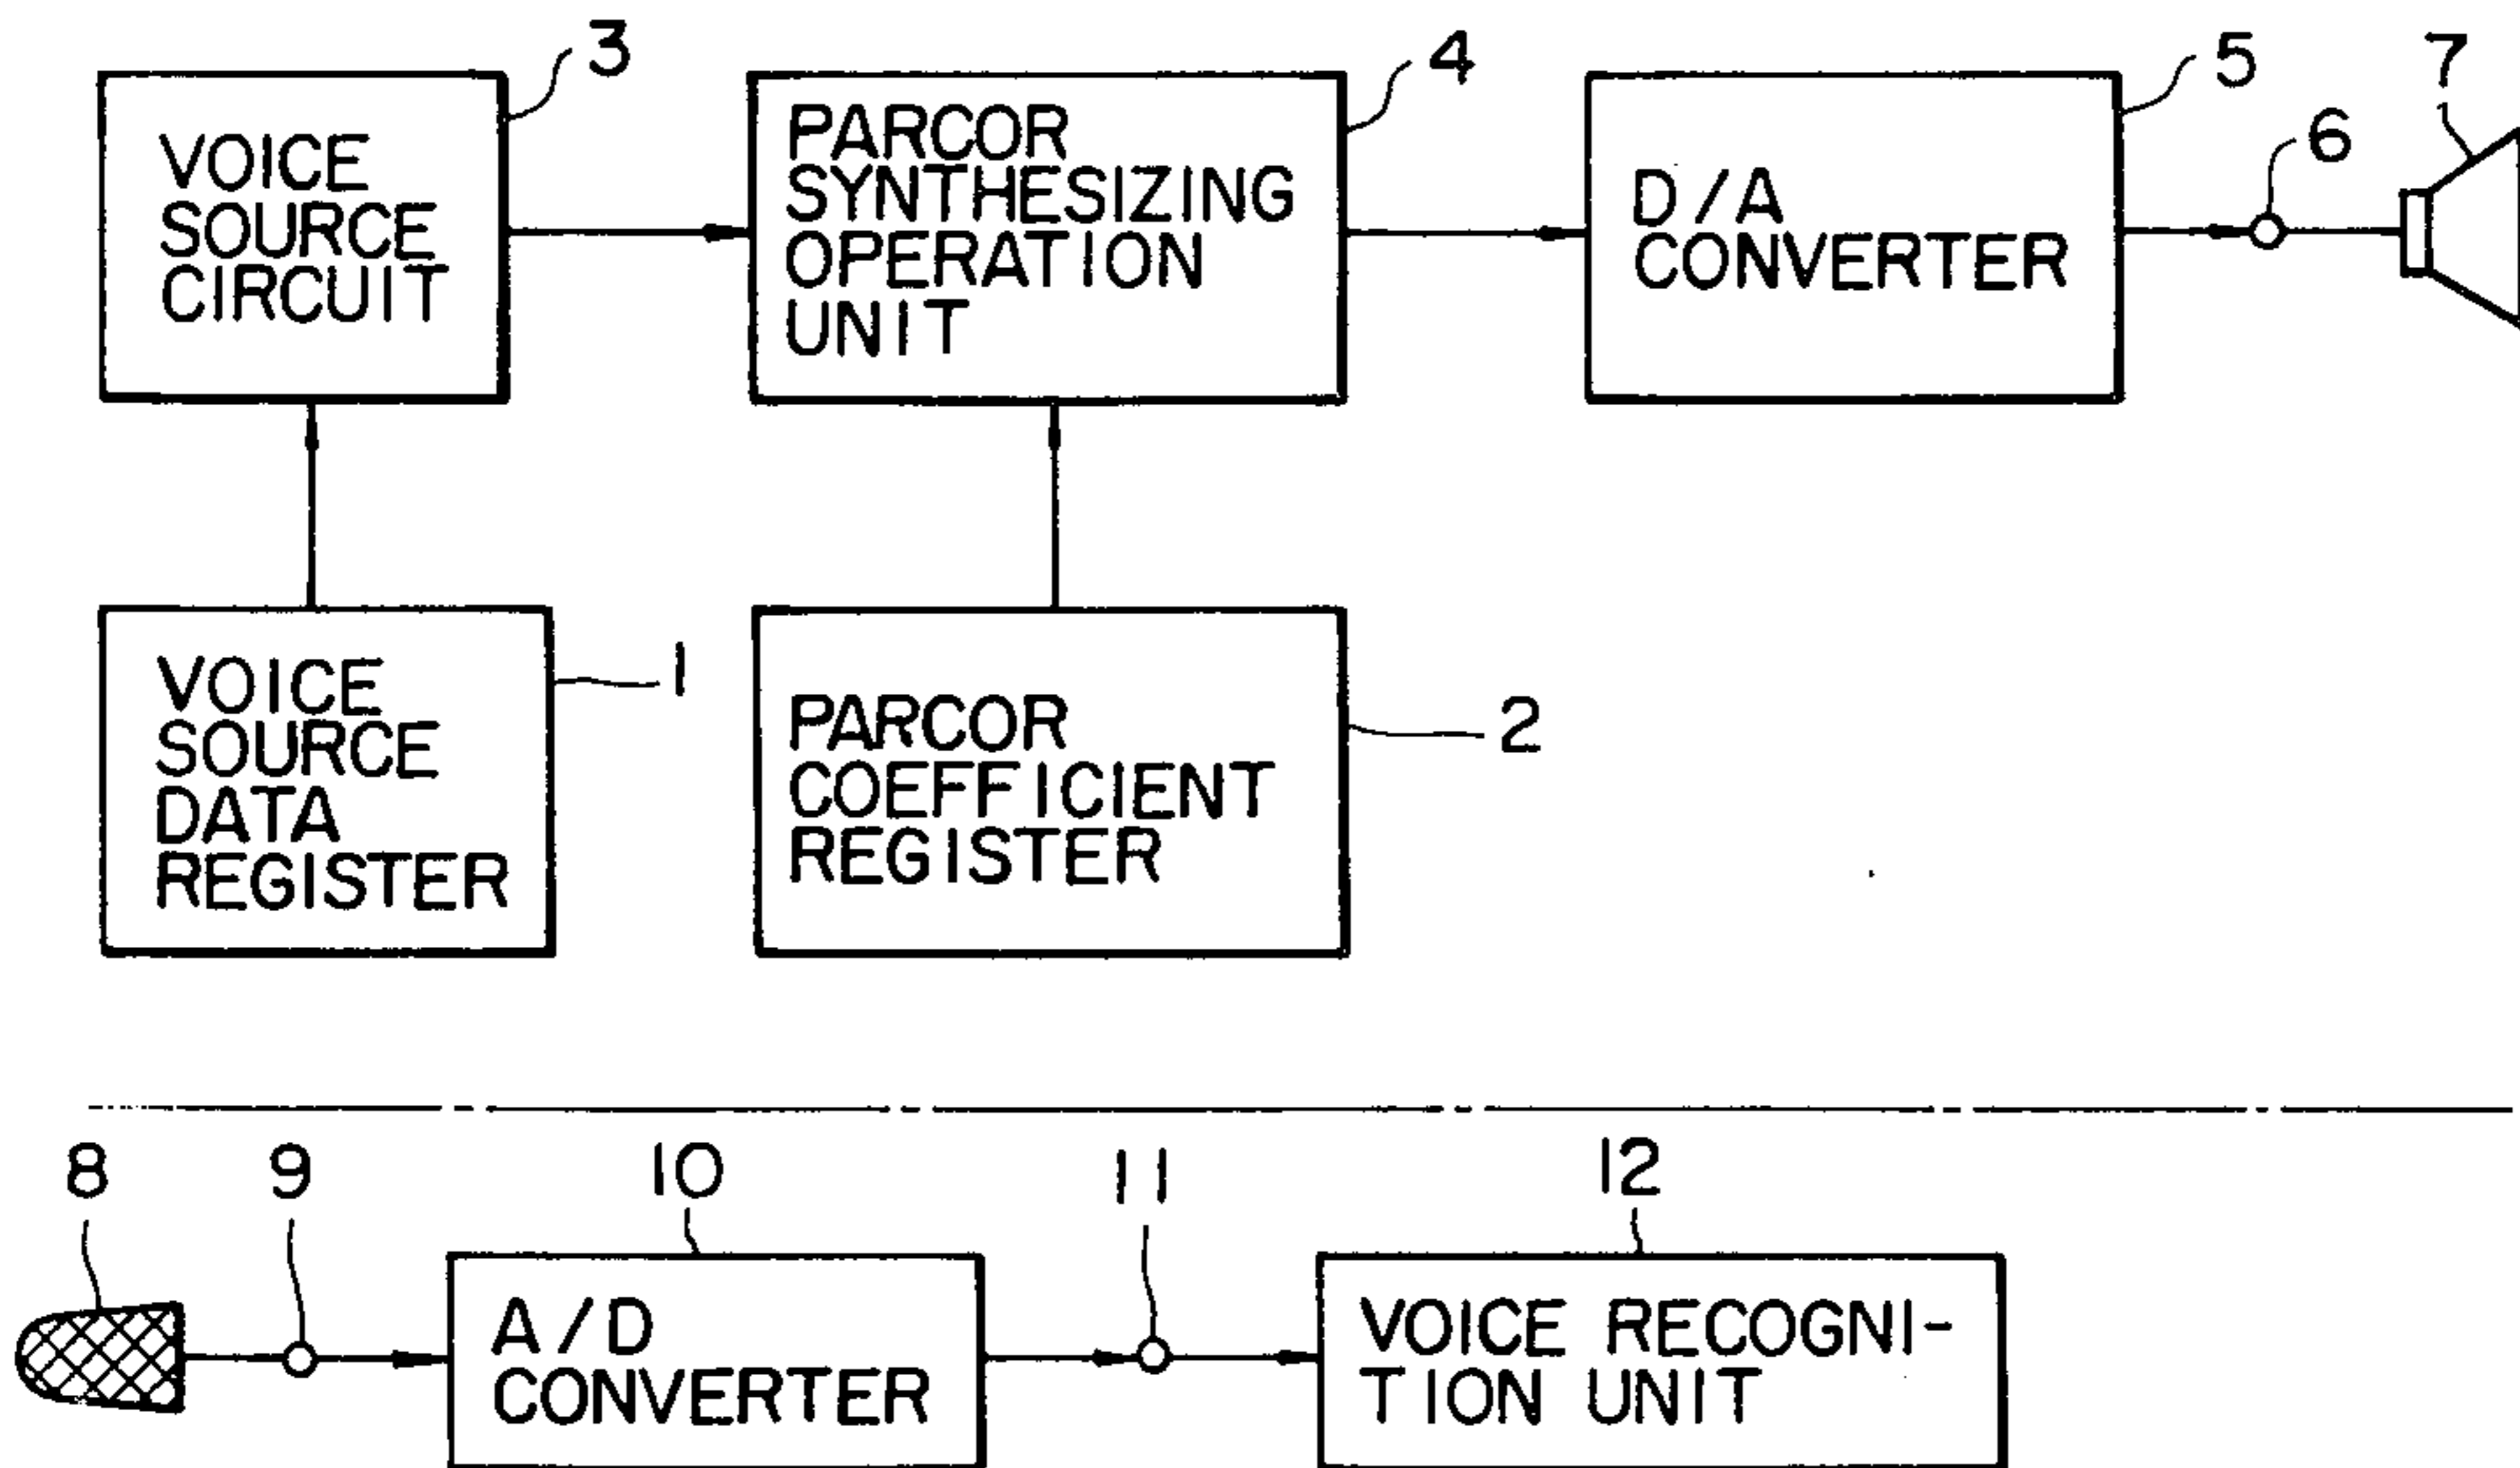 3
4
5
6
7
VOICE
SOURCE
CIRCUIT
PARCOR
SYNTHESIZING
OPERATION
UNIT
D/A
CONVERTER
1
VOICE
SOURCE
DATA
REGISTER
2
PARCOR
COEFFICIENT
REGISTER
8
9
10
11
12
A/D
CONVERTER
VOICE RECOGNI-
TION UNIT